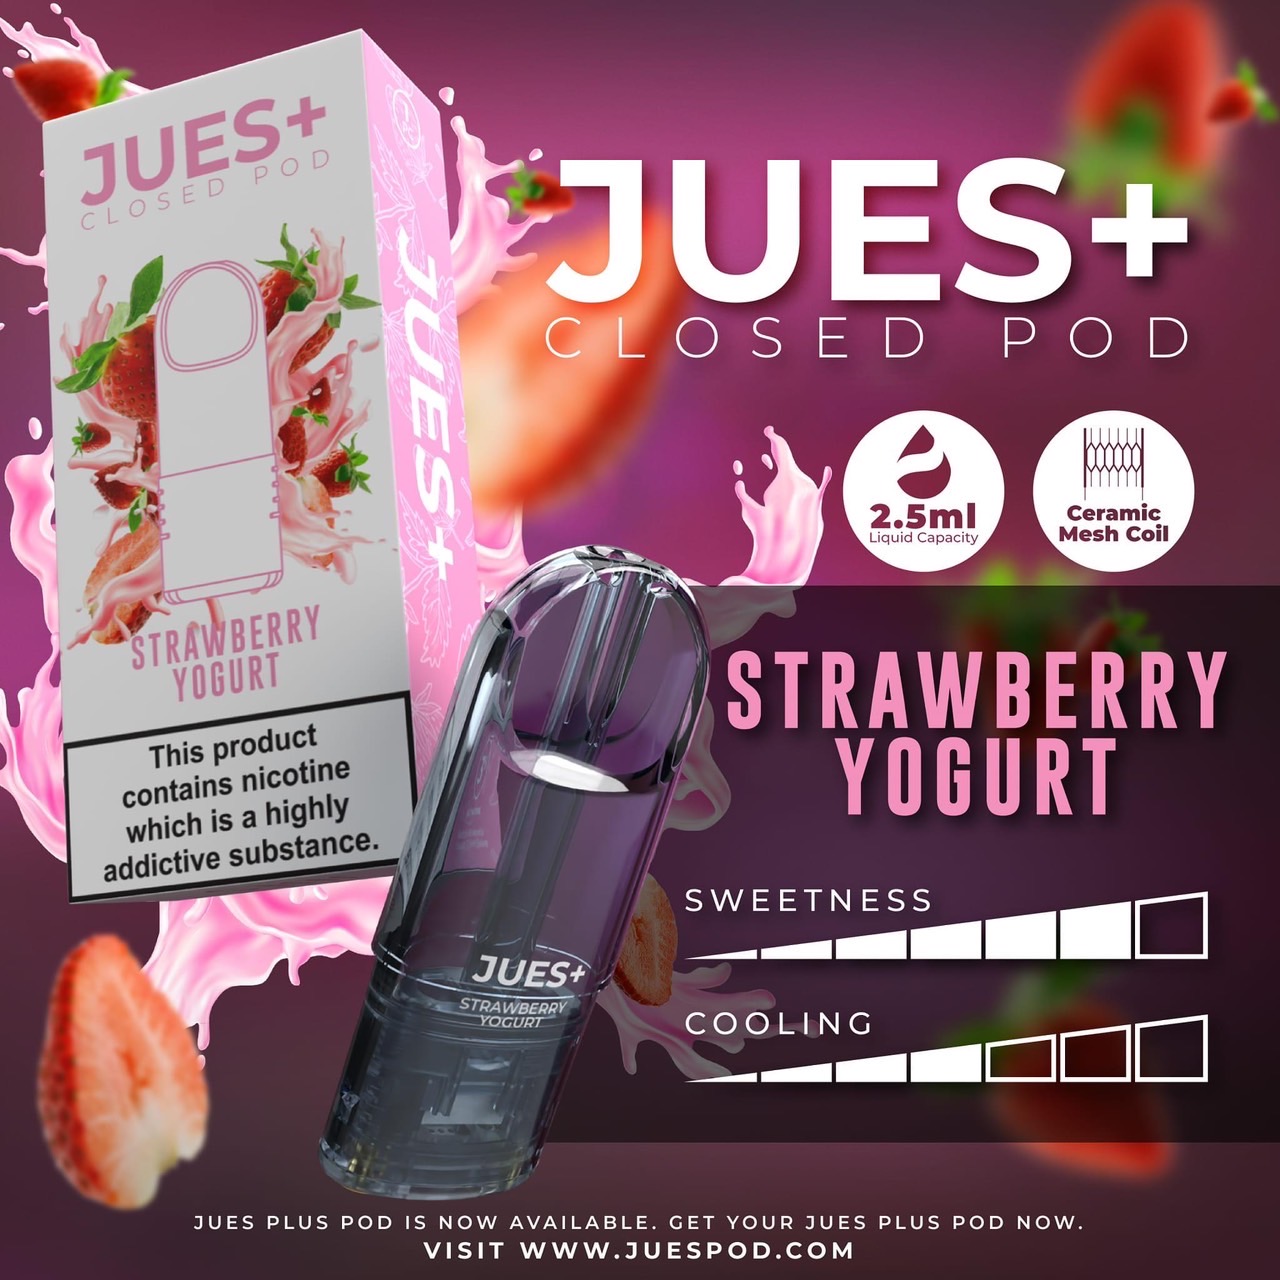 JUES+
CLOSED POD
JUES+
STRAWBERRY
YOGURT
This product
contains nicotine
which is a highly
addictive substance.
JUES+
CLOSED POD
2.5ml
Liquid Capacity
Ceramic
Mesh Coil
STRAWBERRY
YOGURT
SWEETNESS
COOLING
JUES+
STRAWBERRY
YOGURT
JUES PLUS POD IS NOW AVAILABLE. GET YOUR JUES PLUS POD NOW.
VISIT WWW.JUESPOD.COM